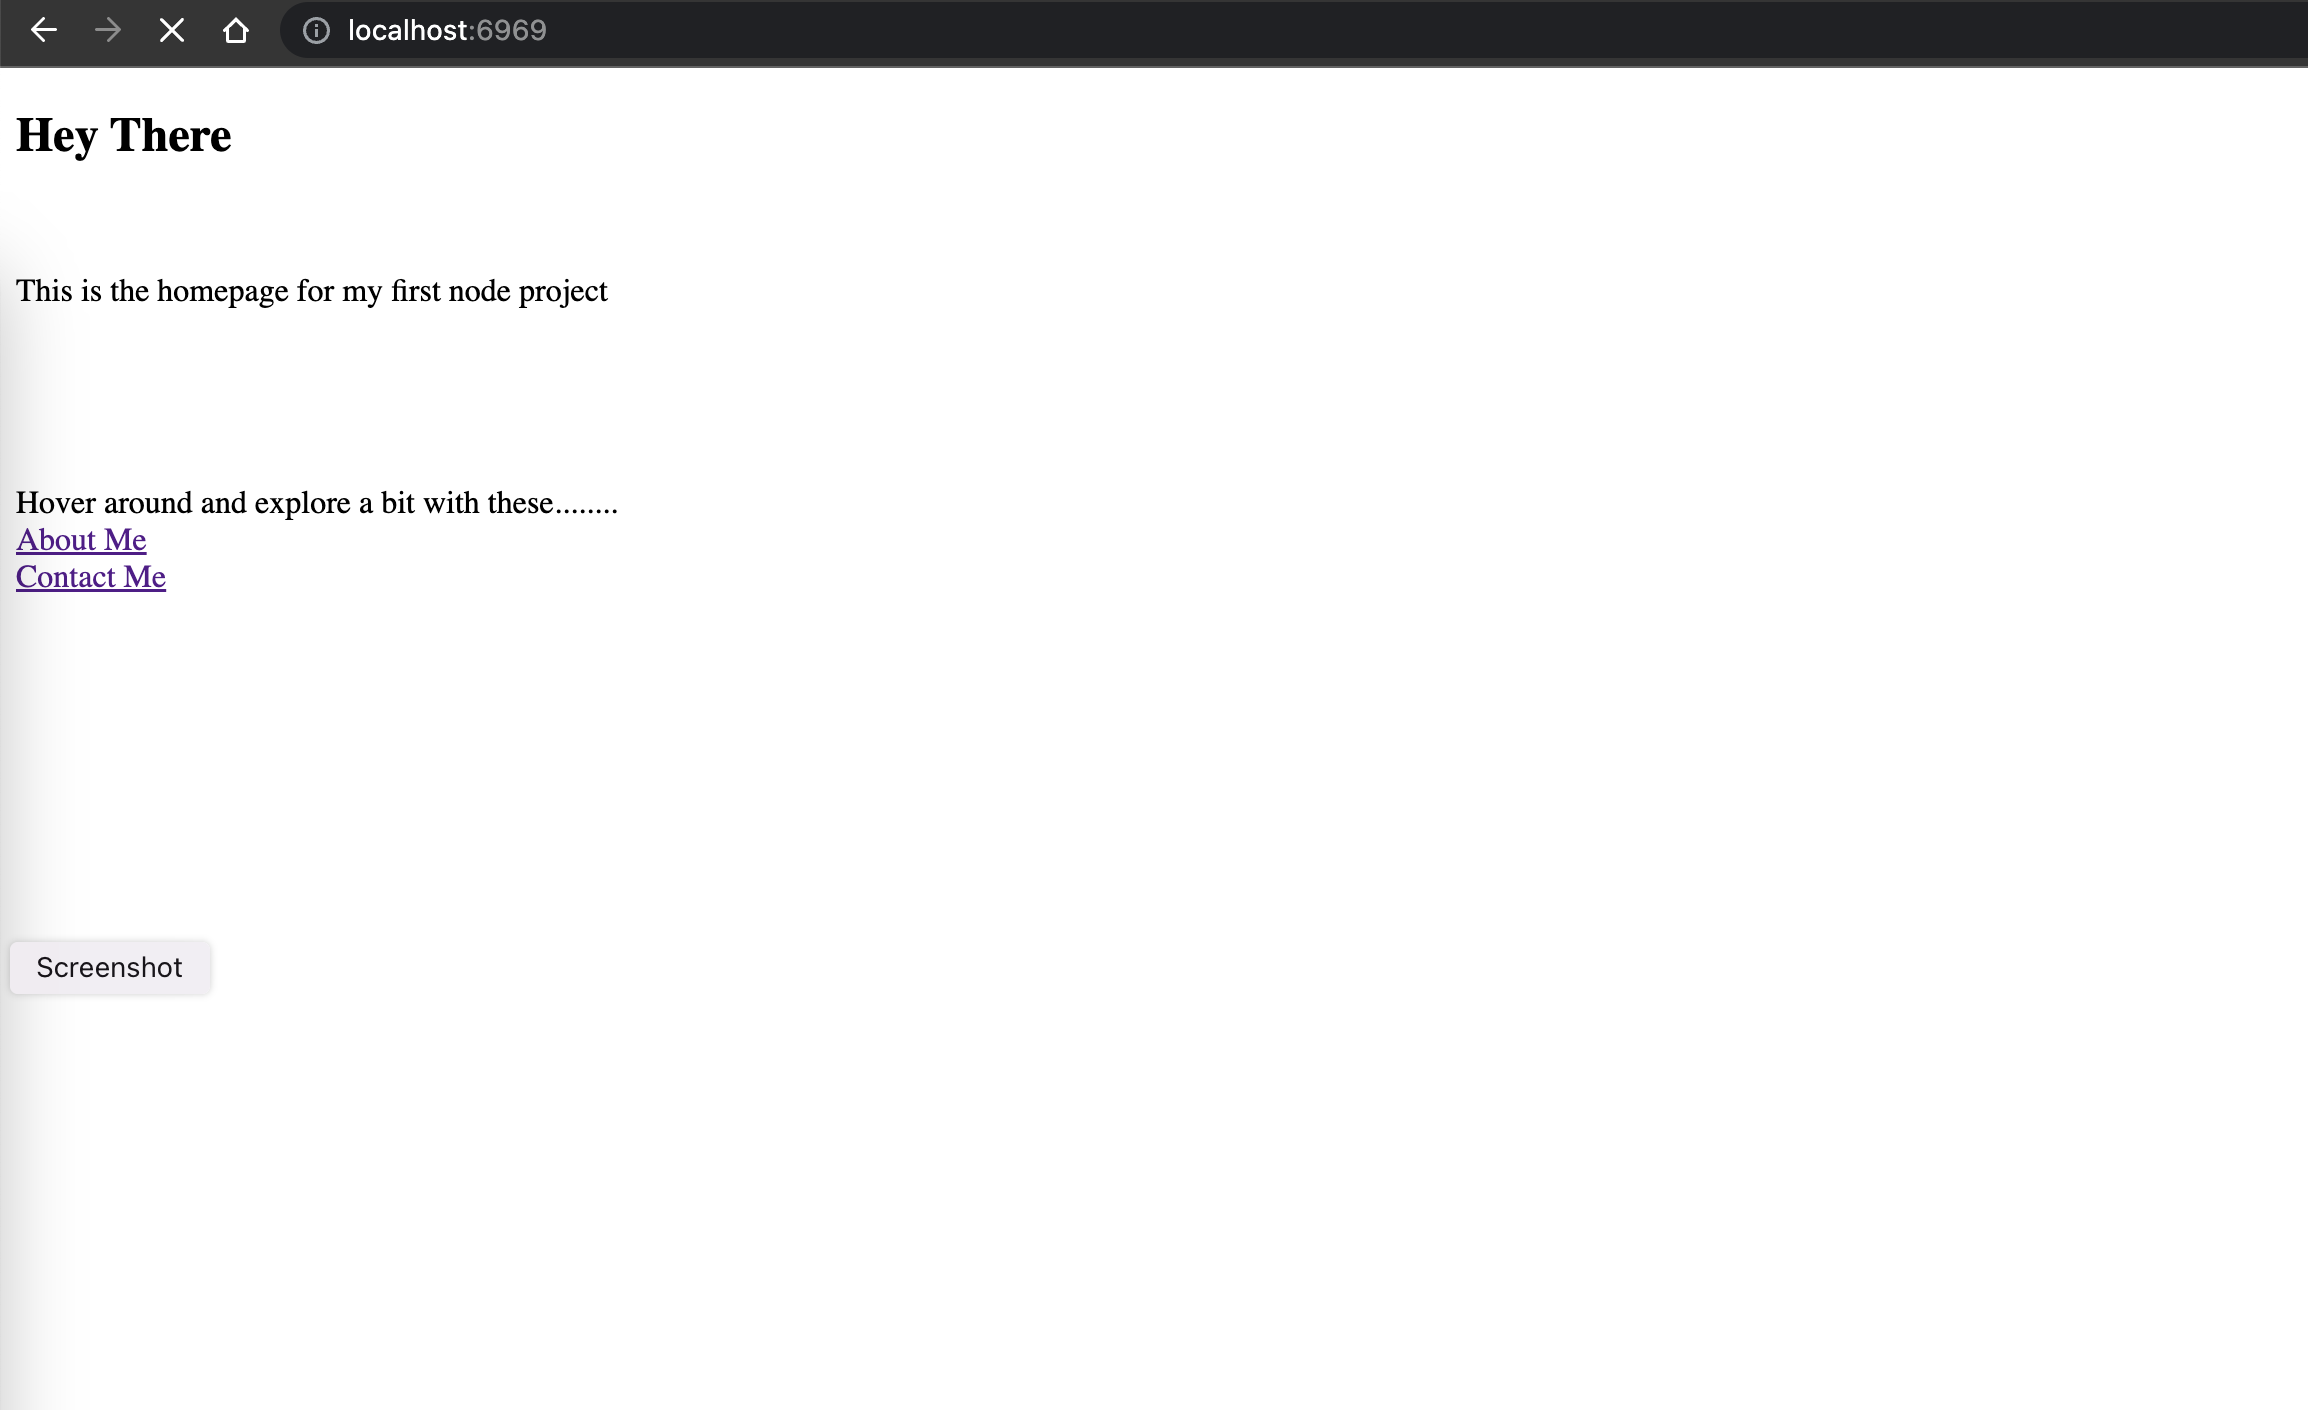 localhost:6969
Hey There
This is the homepage for my first node project
Hover around and explore a bit with these........
About Me
Contact Me
Screenshot